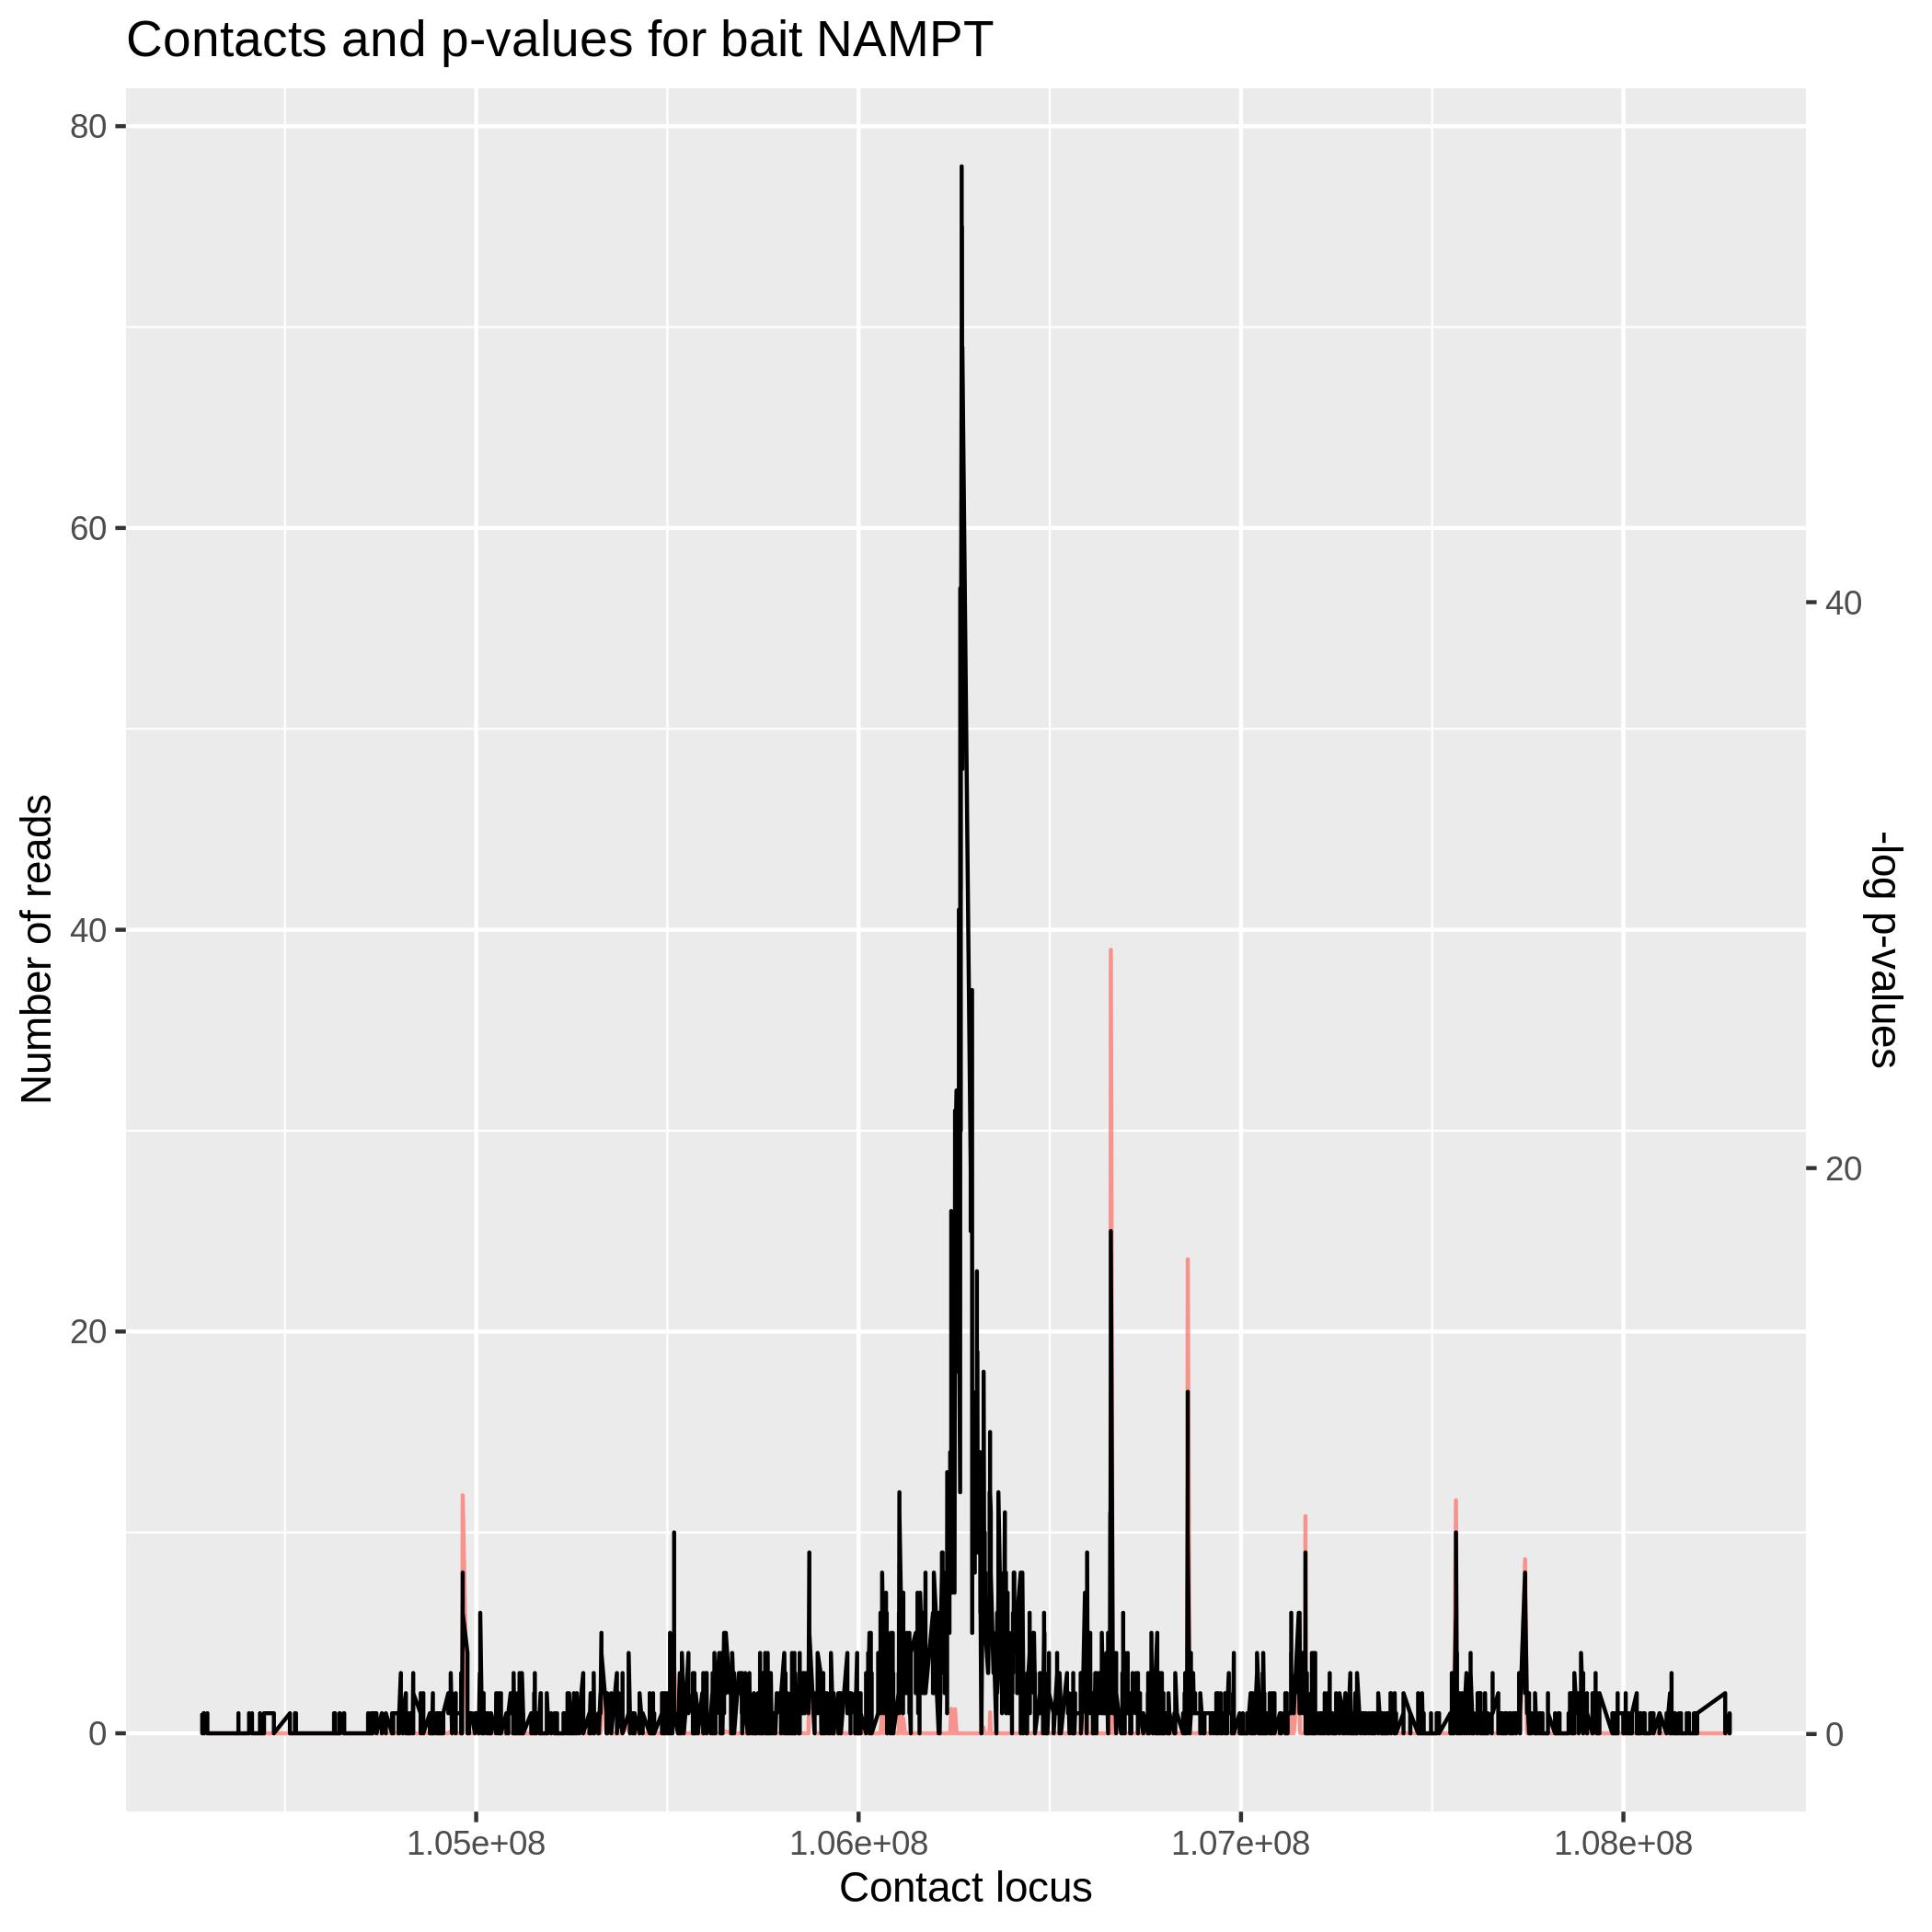 Contacts and p-values for bait NAMPT
80
60
40
20
0
Number of reads
40
20
0
-log p-values
1.05e+08
1.06e+08
1.07e+08
1.08e+08
Contact locus